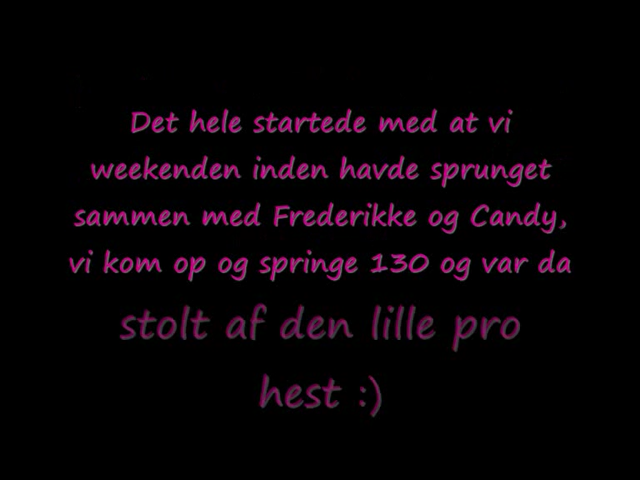 Det hele startede med at vi
weekenden inden havde sprunget
sammen med Frederikke og Candy,
vi kom op og springe 130 og var da
stolt af den lille pro
hest :)